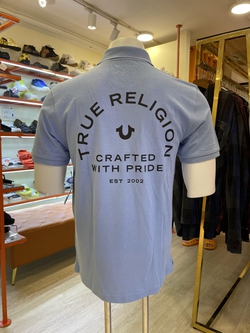 TRUE RELIGION
CRAFTED
WITH PRIDE
EST 2002